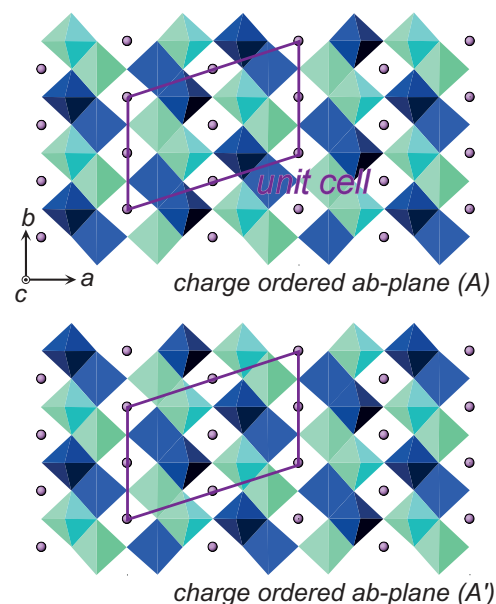 unit cell
b
c
a
charge ordered ab-plane (A)
charge ordered ab-plane (A')